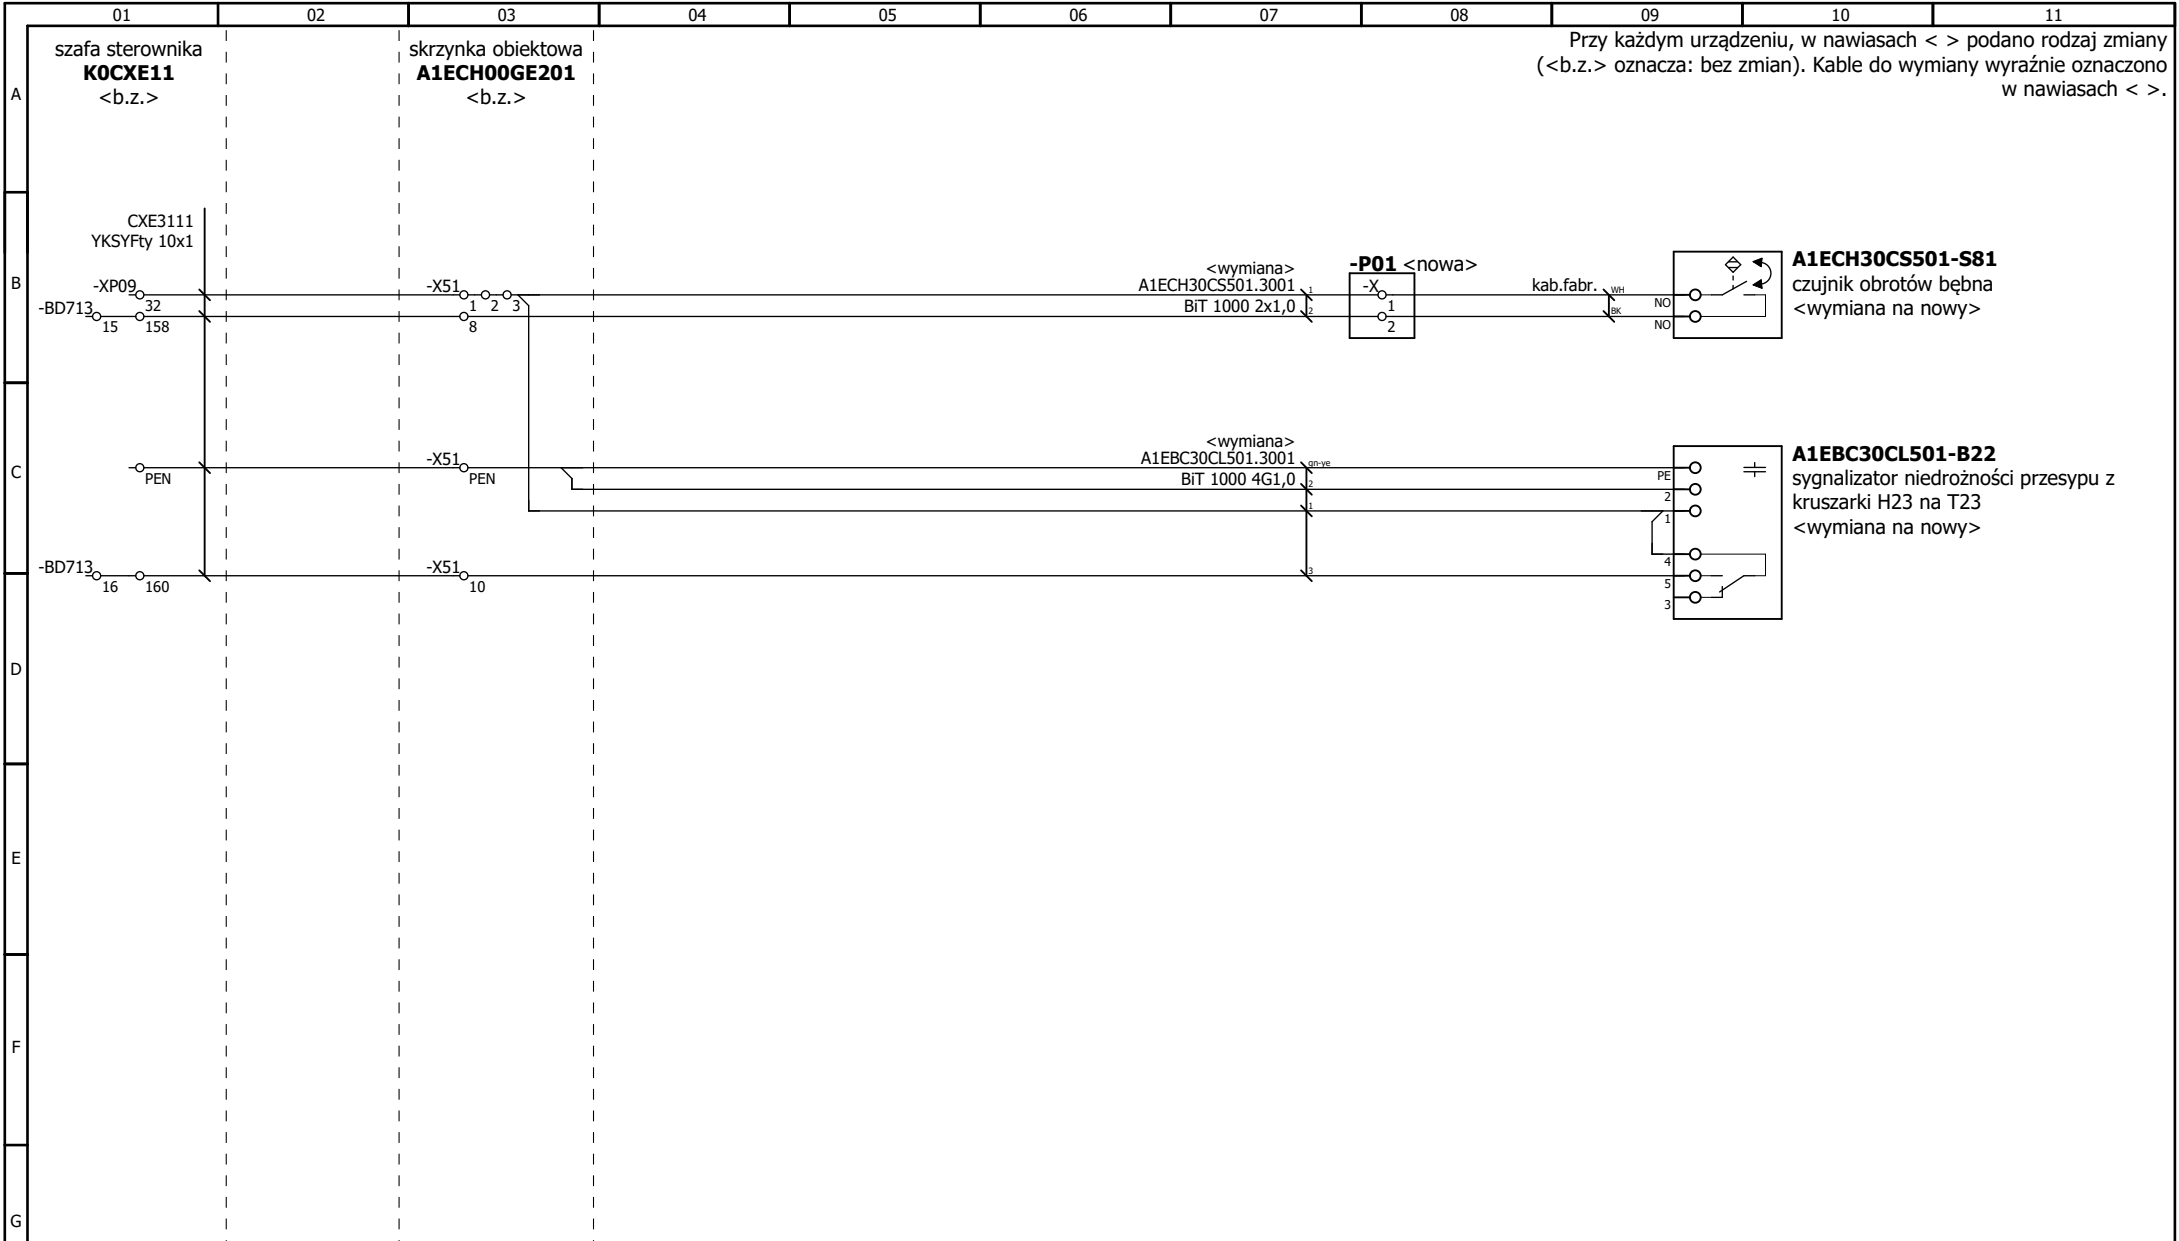 01 02 03 04 05 06 07 08 09 10 11
szafa sterownika
K0CXE11
<b.z.>
skrzynka obiektowa
A1ECH00GE201
<b.z.>
Przy każdym urządzeniu, w nawiasach < > podano rodzaj zmiany
(<b.z.> oznacza: bez zmian). Kable do wymiany wyraźnie oznaczono
w nawiasach < >.
A
CXE3111
YKSYFty 10x1
B
-XP09
32
-BD713
15 158
-X51
1 2 3
8
<wymiana>
A1ECH30CS501.3001
BiT 1000 2x1,0
1
2
-P01 <nowa>
-X
1
2
kab.fabr.
WH
BK
NO
NO
A1ECH30CS501-S81
czujnik obrotów bębna
<wymiana na nowy>
C
PEN
-X51
PEN
<wymiana>
A1EBC30CL501.3001
BiT 1000 4G1,0
gn-ye
2
1
3
PE
2
1
4
5
3
A1EBC30CL501-B22
sygnalizator niedrożności przesypu z
kruszarki H23 na T23
<wymiana na nowy>
-BD713
16 160
-X51
10
D
E
F
G